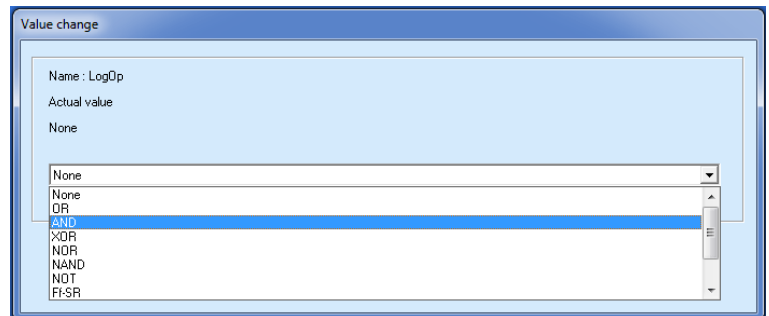 Value change
Name : LogOp
Actual value
None
None
None
OR
AND
XOR
NOR
NAND
NOT
Ff-SR